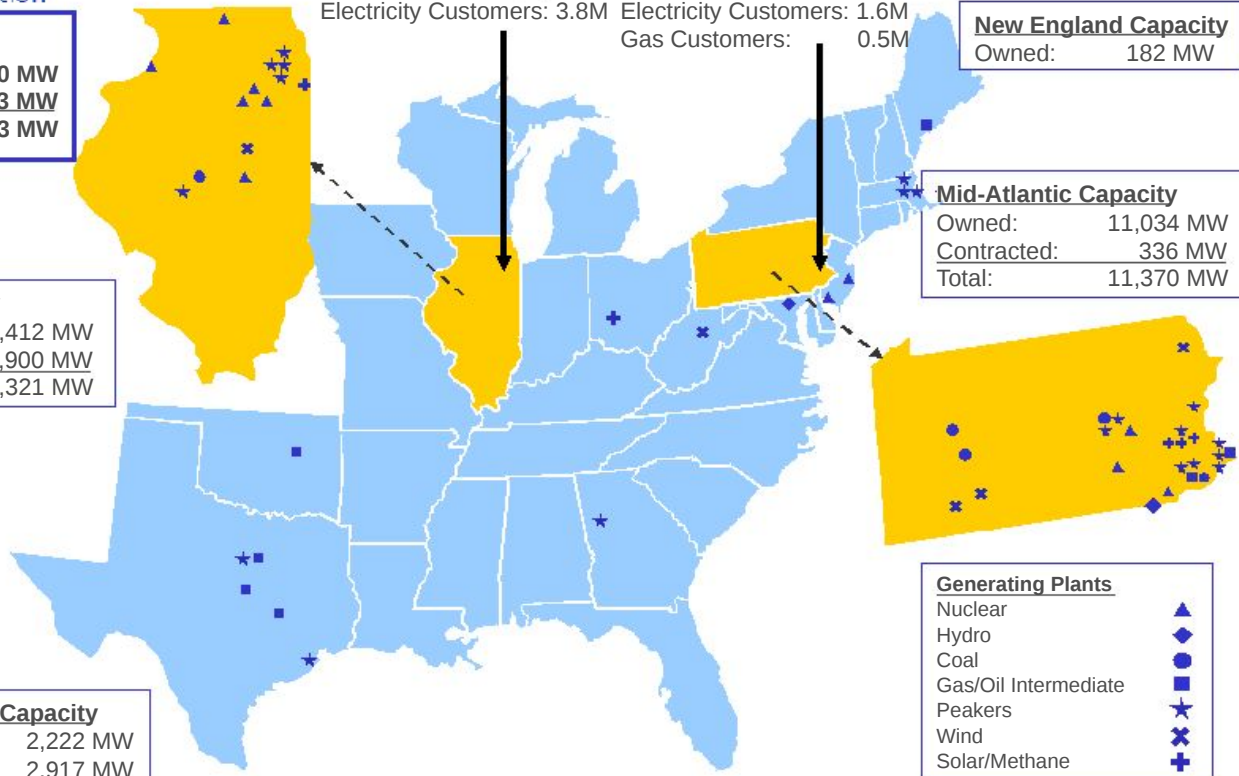 0 MW
3 MW
3 MW
Electricity Customers: 3.8M
Electricity Customers: 1.6M
Gas Customers: 0.5M
New England Capacity
Owned: 182 MW
Mid-Atlantic Capacity
Owned: 11,034 MW
Contracted: 336 MW
Total: 11,370 MW
,412 MW
,900 MW
,321 MW
Capacity
2,222 MW
2,917 MW
Generating Plants
Nuclear
Hydro
Coal
Gas/Oil Intermediate
Peakers
Wind
Solar/Methane